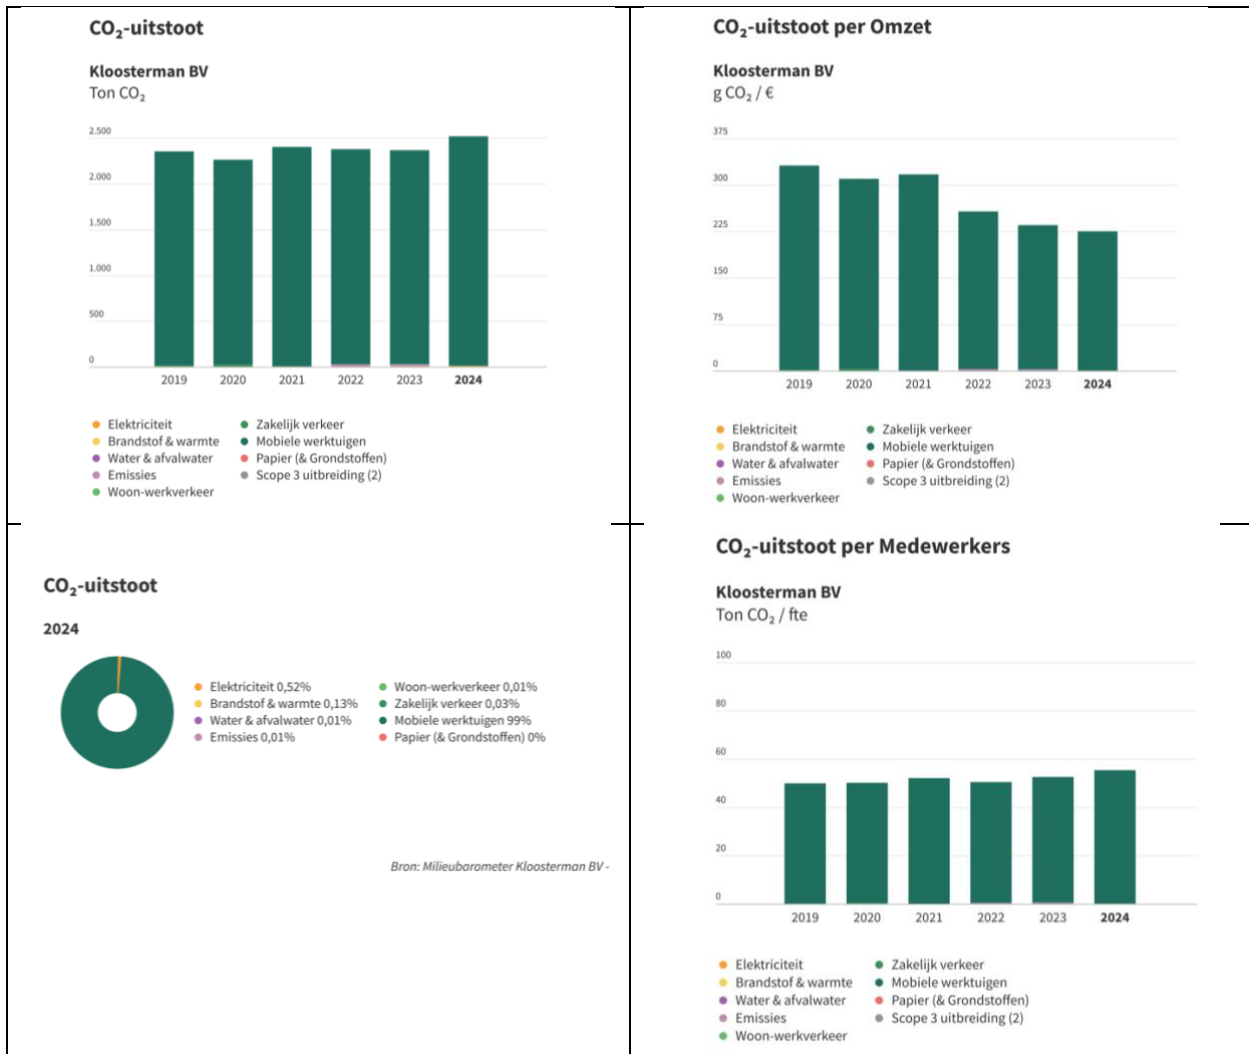 CO₂-uitstoot
Kloosterman BV
Ton CO₂
2.500
2.000
1.500
1.000
500
0
2019 2020 2021 2022 2023 2024
Elektriciteit
Brandstof & warmte
Water & afvalwater
Emissies
Woon-werkverkeer
Zakelijk verkeer
Mobiele werktuigen
Papier (& Grondstoffen)
Scope 3 uitbreiding (2)
CO₂-uitstoot per Omzet
Kloosterman BV
g CO₂ / €
375
300
225
150
75
0
2019 2020 2021 2022 2023 2024
Elektriciteit
Brandstof & warmte
Water & afvalwater
Emissies
Woon-werkverkeer
Zakelijk verkeer
Mobiele werktuigen
Papier (& Grondstoffen)
Scope 3 uitbreiding (2)
CO₂-uitstoot
2024
Elektriciteit 0,52%
Brandstof & warmte 0,13%
Water & afvalwater 0,01%
Emissies 0,01%
Woon-werkverkeer 0,01%
Zakelijk verkeer 0,03%
Mobiele werktuigen 99%
Papier (& Grondstoffen) 0%
Bron: Milieubarometer Kloosterman BV -
CO₂-uitstoot per Medewerkers
Kloosterman BV
Ton CO₂ / fte
100
80
60
40
20
0
2019 2020 2021 2022 2023 2024
Elektriciteit
Brandstof & warmte
Water & afvalwater
Emissies
Woon-werkverkeer
Zakelijk verkeer
Mobiele werktuigen
Papier (& Grondstoffen)
Scope 3 uitbreiding (2)